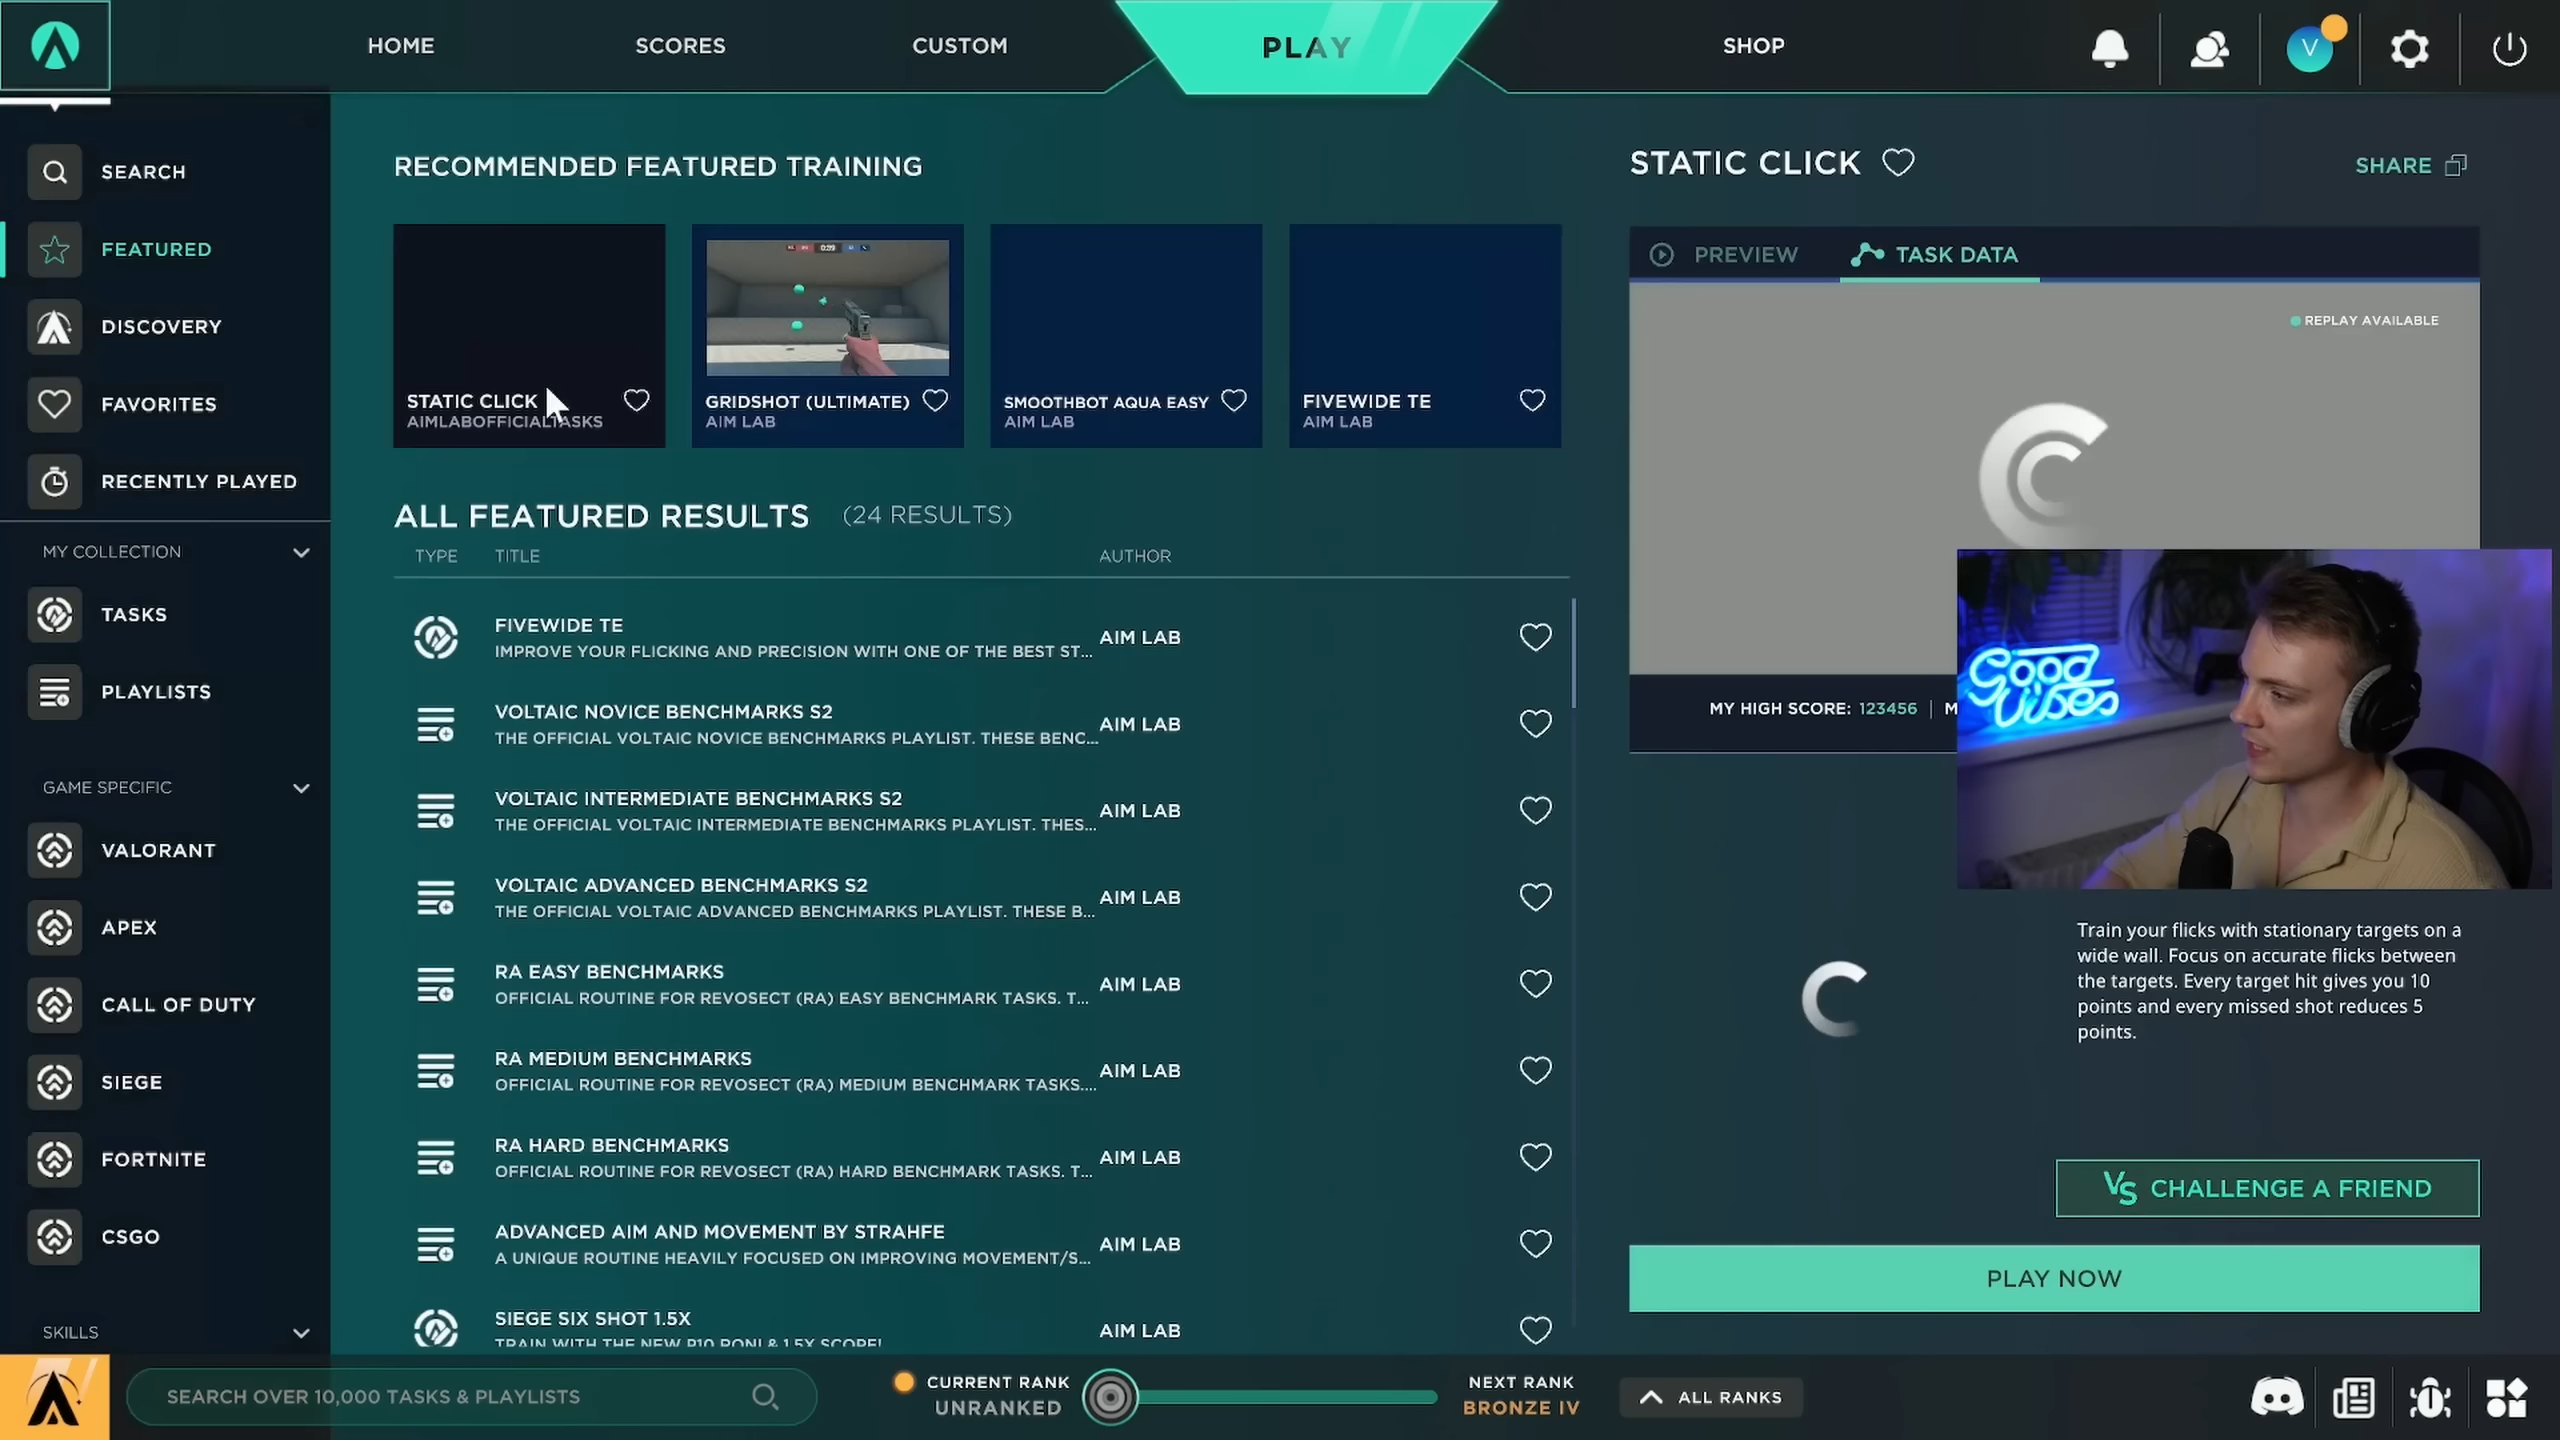 HOME
SCORES
CUSTOM
PLAY
SHOP
V
SEARCH
FEATURED
DISCOVERY
FAVORITES
RECENTLY PLAYED
MY COLLECTION
TASKS
PLAYLISTS
GAME SPECIFIC
VALORANT
APEX
CALL OF DUTY
SIEGE
FORTNITE
CSGO
SKILLS
RECOMMENDED FEATURED TRAINING
STATIC CLICK
AIMLABOFFICIALTASKS
0:29
GRIDSHOT (ULTIMATE)
AIM LAB
SMOOTHBOT AQUA EASY
AIM LAB
FIVEWIDE TE
AIM LAB
ALL FEATURED RESULTS (24 RESULTS)
TYPE TITLE AUTHOR
FIVEWIDE TE
IMPROVE YOUR FLICKING AND PRECISION WITH ONE OF THE BEST ST...
AIM LAB
VOLTAIC NOVICE BENCHMARKS S2
THE OFFICIAL VOLTAIC NOVICE BENCHMARKS PLAYLIST. THESE BENC...
AIM LAB
VOLTAIC INTERMEDIATE BENCHMARKS S2
THE OFFICIAL VOLTAIC INTERMEDIATE BENCHMARKS PLAYLIST. THES...
AIM LAB
VOLTAIC ADVANCED BENCHMARKS S2
THE OFFICIAL VOLTAIC ADVANCED BENCHMARKS PLAYLIST. THESE B...
AIM LAB
RA EASY BENCHMARKS
OFFICIAL ROUTINE FOR REVOSECT (RA) EASY BENCHMARK TASKS. T...
AIM LAB
RA MEDIUM BENCHMARKS
OFFICIAL ROUTINE FOR REVOSECT (RA) MEDIUM BENCHMARK TASKS....
AIM LAB
RA HARD BENCHMARKS
OFFICIAL ROUTINE FOR REVOSECT (RA) HARD BENCHMARK TASKS. T...
AIM LAB
ADVANCED AIM AND MOVEMENT BY STRAHFE
A UNIQUE ROUTINE HEAVILY FOCUSED ON IMPROVING MOVEMENT/S...
AIM LAB
SIEGE SIX SHOT 1.5X
TRAIN WITH THE NEW P10 RONI & 1.5X SCOPE!
AIM LAB
STATIC CLICK
SHARE
PREVIEW
TASK DATA
REPLAY AVAILABLE
MY HIGH SCORE: 123456 | M
Good
Vibes
Train your flicks with stationary targets on a
wide wall. Focus on accurate flicks between
the targets. Every target hit gives you 10
points and every missed shot reduces 5
points.
VS CHALLENGE A FRIEND
PLAY NOW
SEARCH OVER 10,000 TASKS & PLAYLISTS
CURRENT RANK
UNRANKED
NEXT RANK
BRONZE IV
ALL RANKS